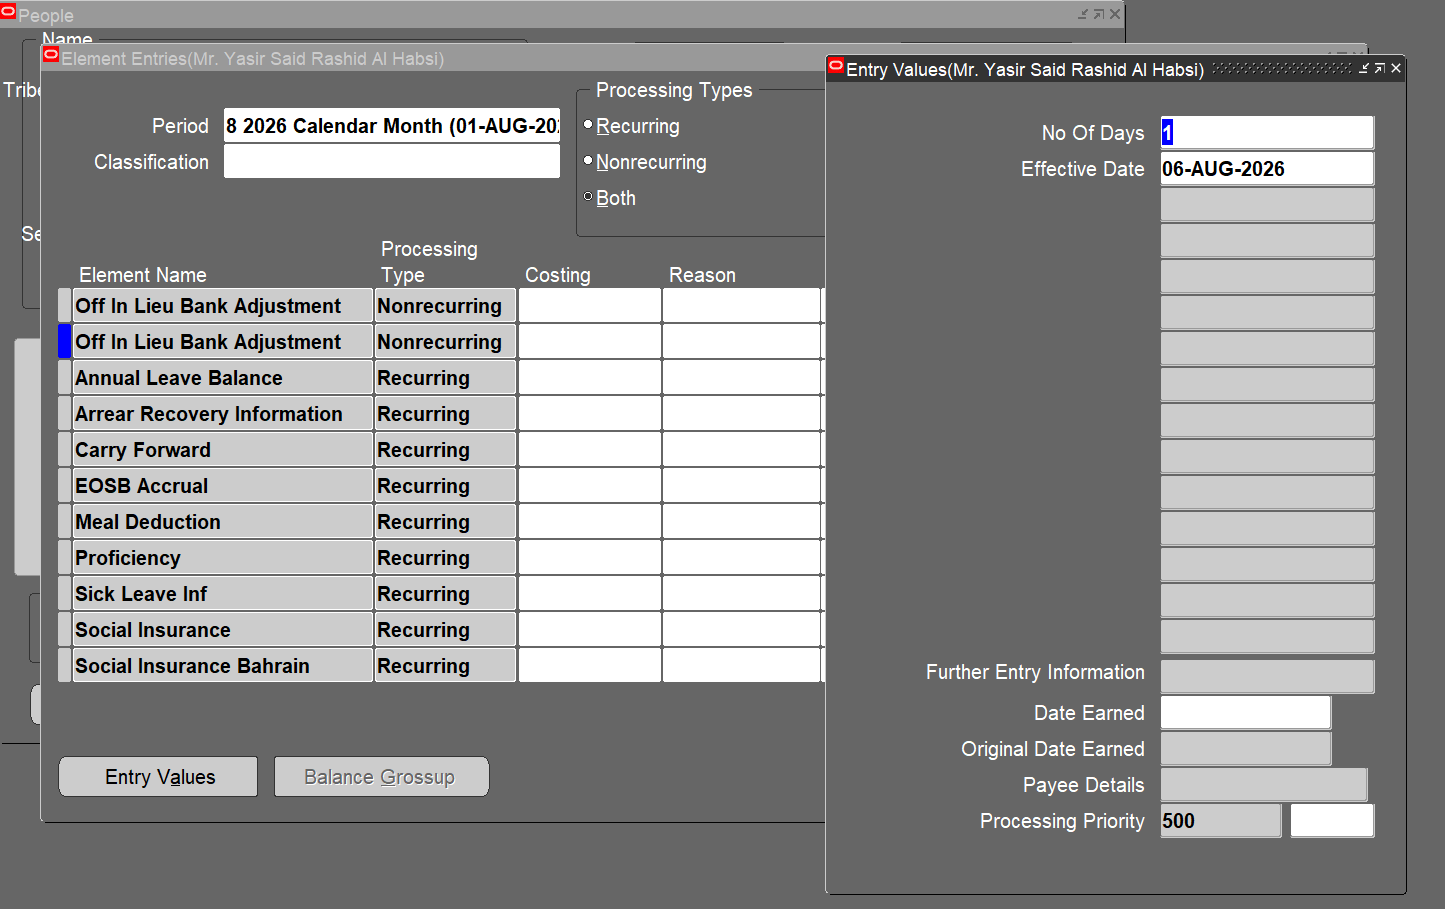 People
Name
Tribe
Se
Element Entries(Mr. Yasir Said Rashid Al Habsi)
Period 8 2026 Calendar Month (01-AUG-202
Classification
Processing Types
Recurring
Nonrecurring
Both
Element Name Processing Type Costing Reason
Off In Lieu Bank Adjustment Nonrecurring
Off In Lieu Bank Adjustment Nonrecurring
Annual Leave Balance Recurring
Arrear Recovery Information Recurring
Carry Forward Recurring
EOSB Accrual Recurring
Meal Deduction Recurring
Proficiency Recurring
Sick Leave Inf Recurring
Social Insurance Recurring
Social Insurance Bahrain Recurring
Entry Values Balance Grossup
Entry Values(Mr. Yasir Said Rashid Al Habsi)
No Of Days 1
Effective Date 06-AUG-2026
Further Entry Information
Date Earned
Original Date Earned
Payee Details
Processing Priority 500